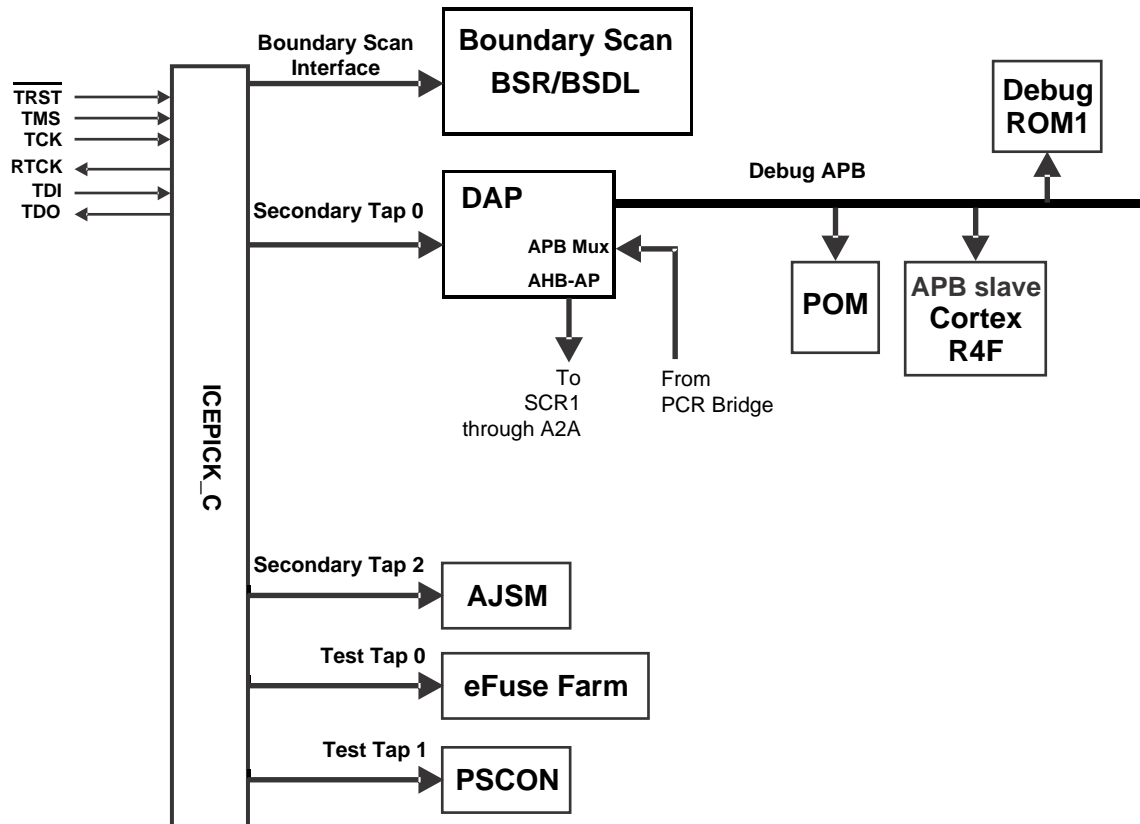 Boundary Scan
Interface
Boundary Scan
BSR/BSDL
TRST
TMS
TCK
RTCK
TDI
TDO
Debug
ROM1
Debug APB
Secondary Tap 0
DAP
APB Mux
AHB-AP
POM
APB slave
Cortex
R4F
To
SCR1
through A2A
From
PCR Bridge
ICEPICK_C
Secondary Tap 2
AJSM
Test Tap 0
eFuse Farm
Test Tap 1
PSCON